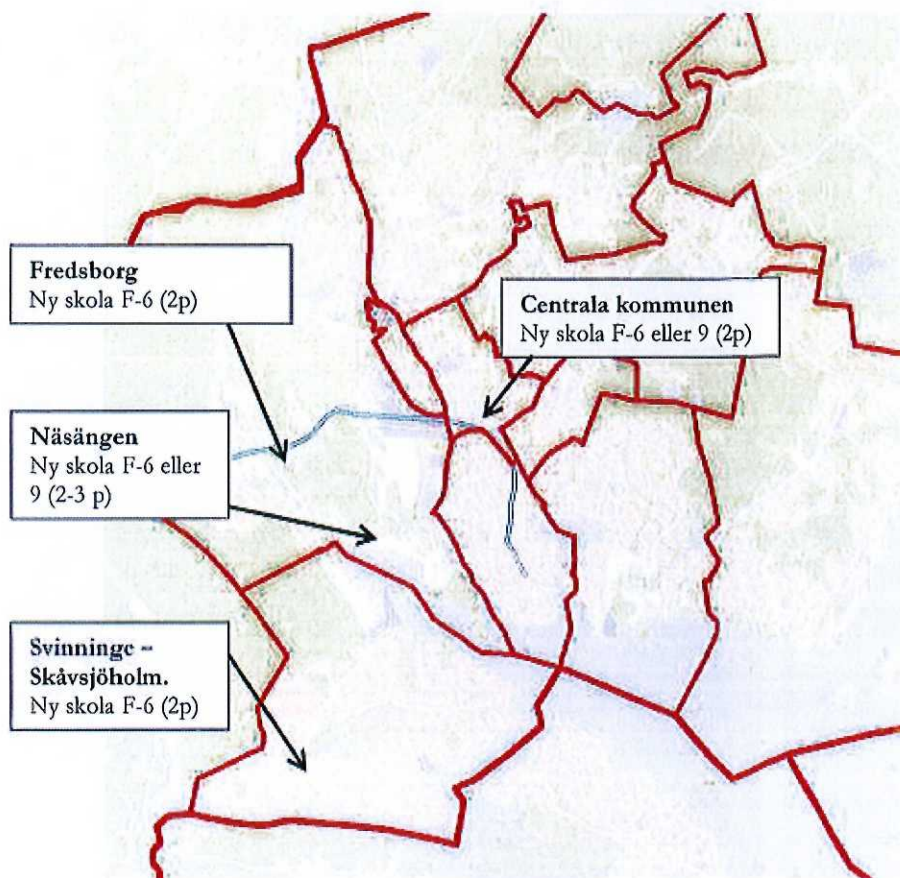 Fredsborg
Ny skola F-6 (2p)
Centrala kommunen
Ny skola F-6 eller 9 (2p)
Näsängen
Ny skola F-6 eller
9 (2-3 p)
Svinninge –
Skåvsjöholm.
Ny skola F-6 (2p)